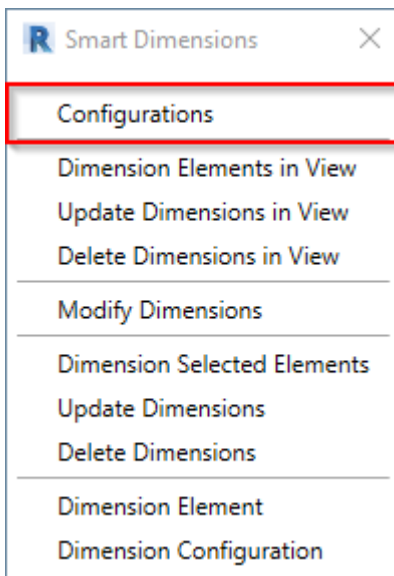 R Smart Dimensions
Configurations
Dimension Elements in View
Update Dimensions in View
Delete Dimensions in View
Modify Dimensions
Dimension Selected Elements
Update Dimensions
Delete Dimensions
Dimension Element
Dimension Configuration